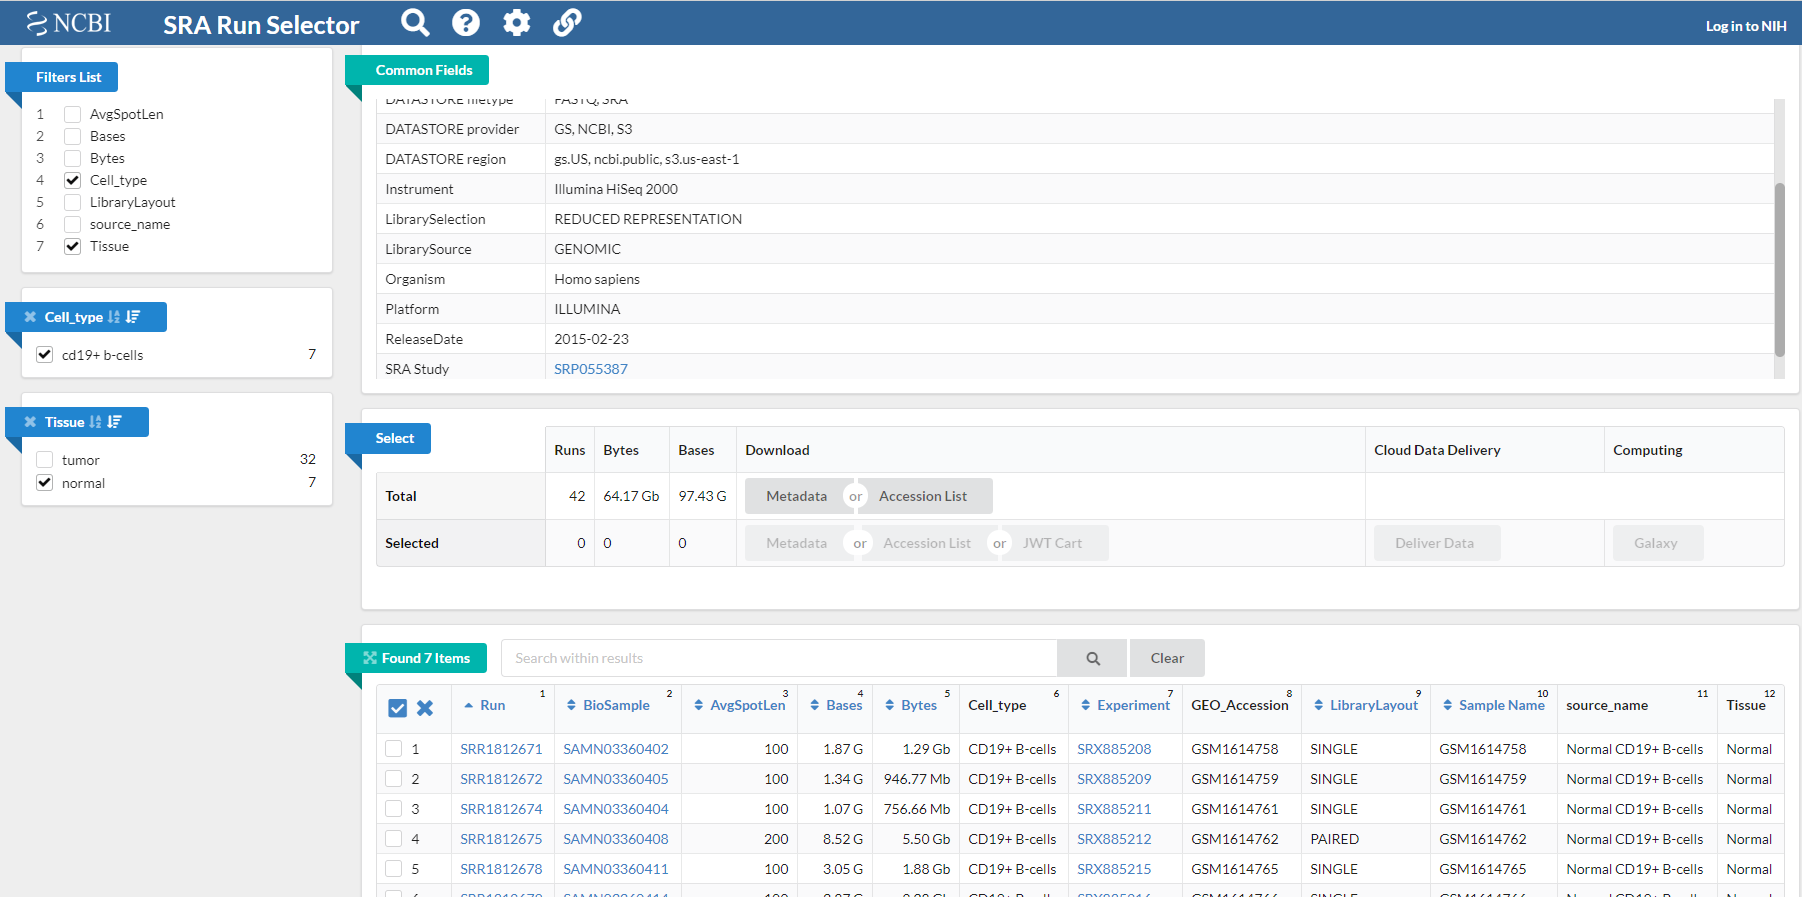 NCBI SRA Run Selector Log in to NIH
Filters List
1 AvgSpotLen
2 Bases
3 Bytes
4 Cell_type
5 LibraryLayout
6 source_name
7 Tissue
Cell_type
cd19+ b-cells 7
Tissue
tumor 32
normal 7
Common Fields
DATASTORE filetype FASTQ, SRA
DATASTORE provider GS, NCBI, S3
DATASTORE region gs.US, ncbi.public, s3.us-east-1
Instrument Illumina HiSeq 2000
LibrarySelection REDUCED REPRESENTATION
LibrarySource GENOMIC
Organism Homo sapiens
Platform ILLUMINA
ReleaseDate 2015-02-23
SRA Study SRP055387
Select
Runs Bytes Bases Download Cloud Data Delivery Computing
Total 42 64.17 Gb 97.43 G Metadata or Accession List
Selected 0 0 0 Metadata or Accession List or JWT Cart Deliver Data Galaxy
Found 7 Items Search within results Clear
1 2 3 4 5 6 7 8 9 10 11 12
Run BioSample AvgSpotLen Bases Bytes Cell_type Experiment GEO_Accession LibraryLayout Sample Name source_name Tissue
1 SRR1812671 SAMN03360402 100 1.87 G 1.29 Gb CD19+ B-cells SRX885208 GSM1614758 SINGLE GSM1614758 Normal CD19+ B-cells Normal
2 SRR1812672 SAMN03360405 100 1.34 G 946.77 Mb CD19+ B-cells SRX885209 GSM1614759 SINGLE GSM1614759 Normal CD19+ B-cells Normal
3 SRR1812674 SAMN03360404 100 1.07 G 756.66 Mb CD19+ B-cells SRX885211 GSM1614761 SINGLE GSM1614761 Normal CD19+ B-cells Normal
4 SRR1812675 SAMN03360408 200 8.52 G 5.50 Gb CD19+ B-cells SRX885212 GSM1614762 PAIRED GSM1614762 Normal CD19+ B-cells Normal
5 SRR1812678 SAMN03360411 100 3.05 G 1.88 Gb CD19+ B-cells SRX885215 GSM1614765 SINGLE GSM1614765 Normal CD19+ B-cells Normal